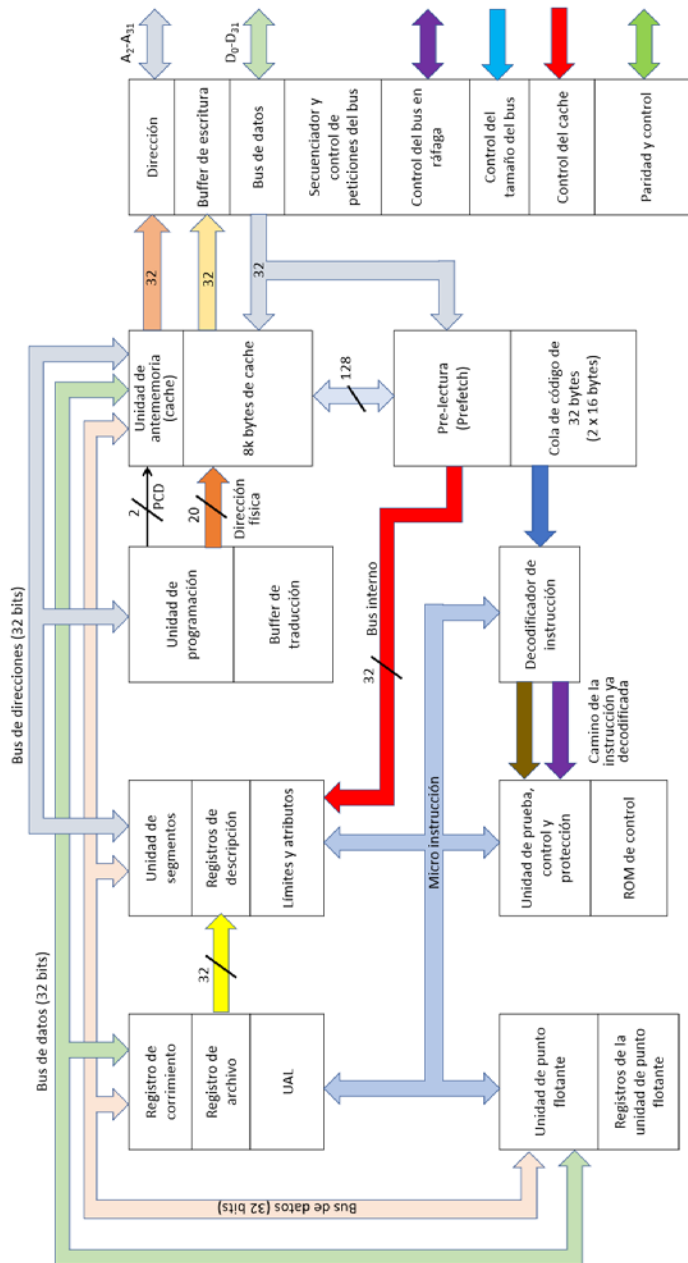 Bus de direcciones (32 bits)
Bus de datos (32 bits)
Bus de datos (32 bits)
Registro de
corrimiento
Registro de
archivo
UAL
32
Unidad de
segmentos
Registros de
descripción
Límites y atributos
Unidad de
programación
Buffer de
traducción
2
PCD
20
Dirección
física
Unidad de
antememoria
(cache)
8k bytes de cache
32
32
32
Dirección
Buffer de escritura
Bus de datos
Secuenciador y
control de
peticiones del bus
Control del bus en
ráfaga
Control del
tamaño del bus
Control del cache
Paridad y control
A2-A31
D0-D31
128
Bus interno
32
Micro instrucción
Pre-lectura
(Prefetch)
Cola de código de
32 bytes
(2 x 16 bytes)
Decodificador de
instrucción
Camino de la
instrucción ya
decodificada
Unidad de prueba,
control y
protección
ROM de control
Unidad de punto
flotante
Registros de la
unidad de punto
flotante